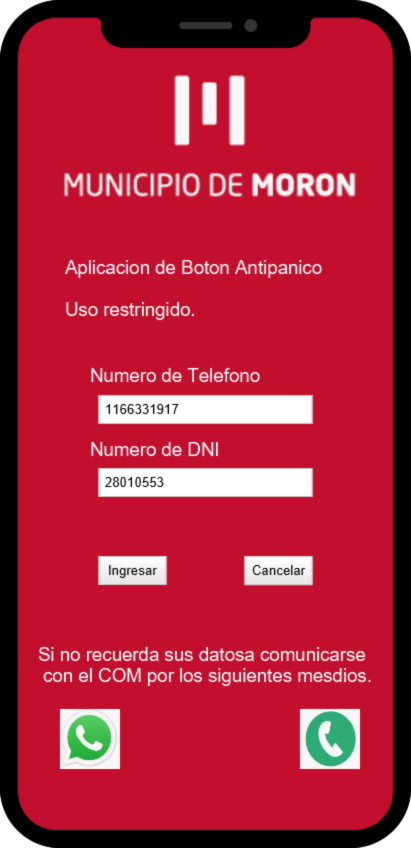 MUNICIPIO DE MORON
Aplicacion de Boton Antipanico
Uso restringido.
Numero de Telefono
1166331917
Numero de DNI
28010553
Ingresar
Cancelar
Si no recuerda sus datosa comunicarse
con el COM por los siguientes mesdios.